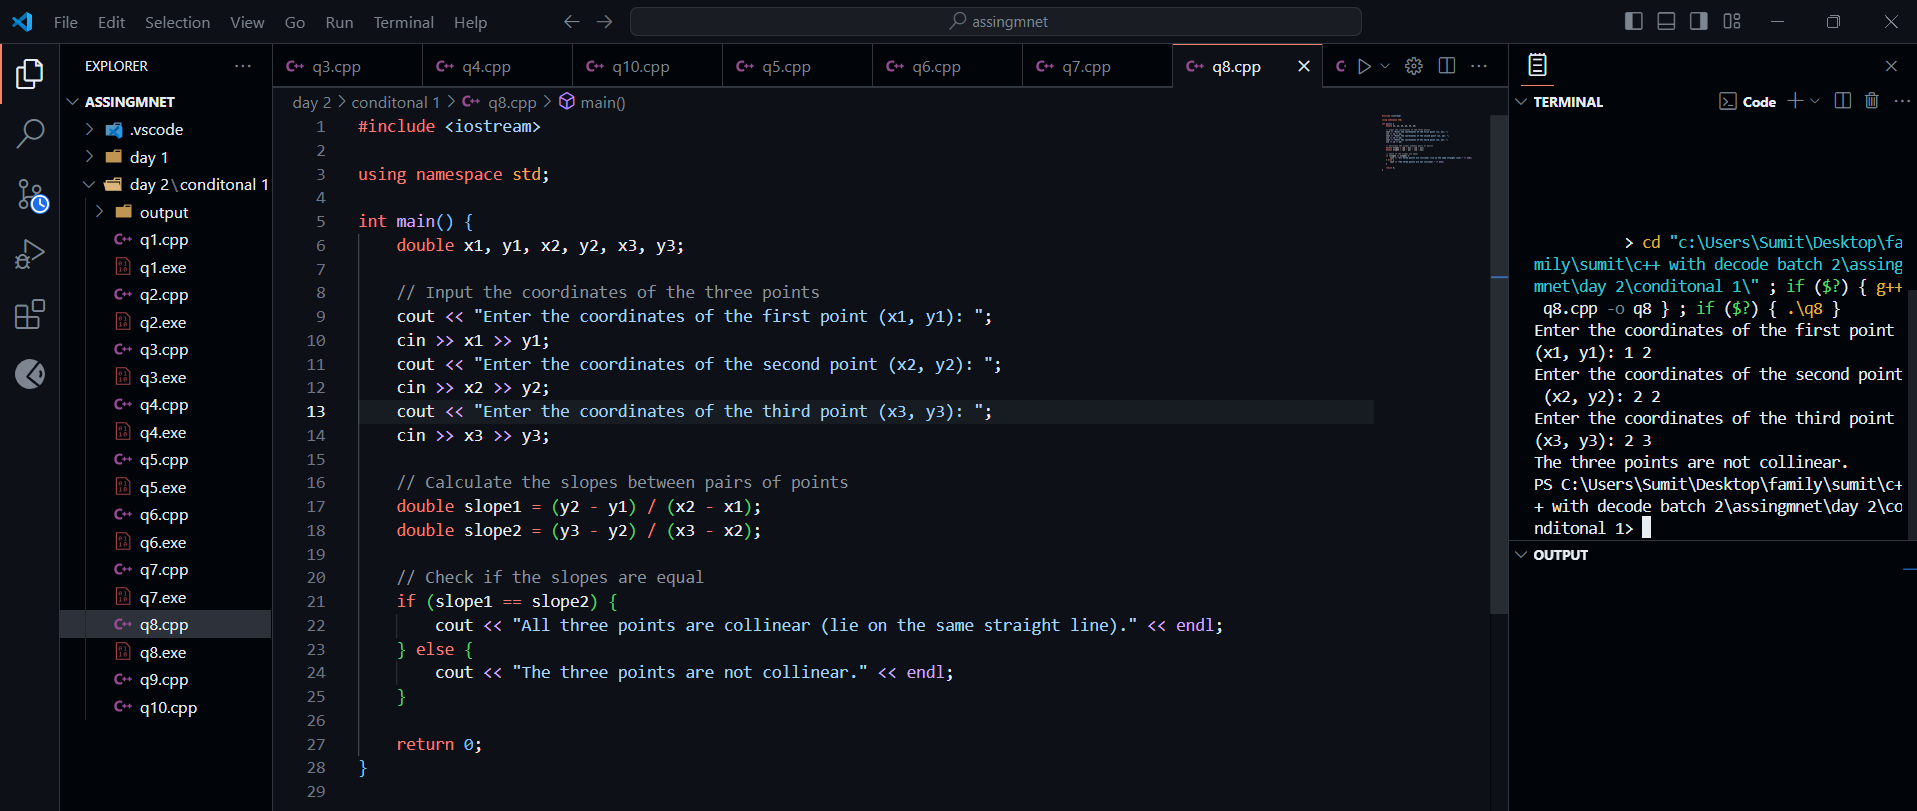 File Edit Selection View Go Run Terminal Help
assingmnet
EXPLORER
ASSINGMNET
.vscode
day 1
day 2\conditonal 1
output
q1.cpp
q1.exe
q2.cpp
q2.exe
q3.cpp
q3.exe
q4.cpp
q4.exe
q5.cpp
q5.exe
q6.cpp
q6.exe
q7.cpp
q7.exe
q8.cpp
q8.exe
q9.cpp
q10.cpp
q3.cpp q4.cpp q10.cpp q5.cpp q6.cpp q7.cpp q8.cpp
day 2 > conditonal 1 > q8.cpp > main()
1 #include <iostream>
2
3 using namespace std;
4
5 int main() {
6 double x1, y1, x2, y2, x3, y3;
7
8 // Input the coordinates of the three points
9 cout << "Enter the coordinates of the first point (x1, y1): ";
10 cin >> x1 >> y1;
11 cout << "Enter the coordinates of the second point (x2, y2): ";
12 cin >> x2 >> y2;
13 cout << "Enter the coordinates of the third point (x3, y3): ";
14 cin >> x3 >> y3;
15
16 // Calculate the slopes between pairs of points
17 double slope1 = (y2 - y1) / (x2 - x1);
18 double slope2 = (y3 - y2) / (x3 - x2);
19
20 // Check if the slopes are equal
21 if (slope1 == slope2) {
22 cout << "All three points are collinear (lie on the same straight line)." << endl;
23 } else {
24 cout << "The three points are not collinear." << endl;
25 }
26
27 return 0;
28 }
29
TERMINAL
Code
> cd "c:\Users\Sumit\Desktop\fa
mily\sumit\c++ with decode batch 2\assing
mnet\day 2\conditonal 1\" ; if ($?) { g++
q8.cpp -o q8 } ; if ($?) { .\q8 }
Enter the coordinates of the first point
(x1, y1): 1 2
Enter the coordinates of the second point
(x2, y2): 2 2
Enter the coordinates of the third point
(x3, y3): 2 3
The three points are not collinear.
PS C:\Users\Sumit\Desktop\family\sumit\c+
+ with decode batch 2\assingmnet\day 2\co
nditonal 1>
OUTPUT